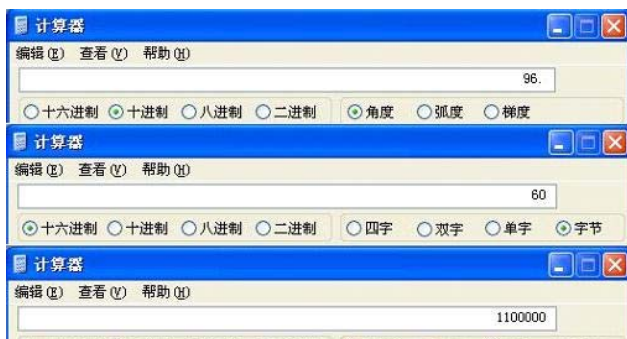 计算器
编辑(E) 查看(V) 帮助(H)
96.
十六进制 十进制 八进制 二进制 角度 弧度 梯度
计算器
编辑(E) 查看(V) 帮助(H)
60
十六进制 十进制 八进制 二进制 四字 双字 单字 字节
计算器
编辑(E) 查看(V) 帮助(H)
1100000